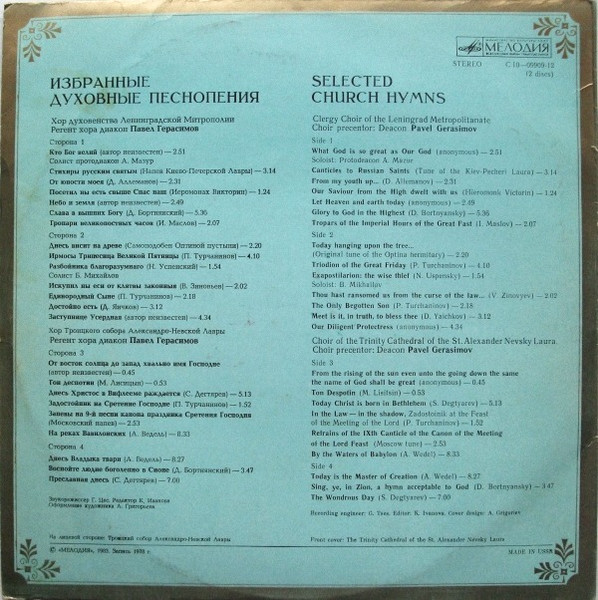 МЕЛОДИЯ
STEREO С 10—05909-12
(2 discs)
ИЗБРАННЫЕ
ДУХОВНЫЕ ПЕСНОПЕНИЯ
Хор духовенства Ленинградской Митрополии
Регент хора диакон Павел Герасимов
Сторона 1
Кто Бог велий (автор неизвестен) — 2.51
Солист протодиакон А. Мазур
Стихиры русским святым (Напев Киево-Печерской Лавры) — 3.14
От юности моея (Д. Аллеманов) — 2.31
Посетил ны есть свыше Спас наш (Иеромонах Викторин) — 1.24
Небо и земля (автор неизвестен) — 2.49
Слава в вышних Богу (Д. Бортнянский) — 5.36
Тропари великопостных часов (И. Маслов) — 2.07
Сторона 2
Днесь висит на древе (Самоподобен Оптиной пустыни) — 2.20
Ирмосы Трипеснца Великой Пятницы (П. Турчанинов) — 4.10
Разбойника благоразумнаго (Н. Успенский) — 1.54
Солист Б. Михайлов
Искупил ны еси от клятвы законныя (В. Зиновьев) — 2.02
Единородный Сыне (П. Турчанинов) — 2.18
Достойно есть (Д. Яичков) — 3.12
Заступнице Усердная (автор неизвестен) — 4.34
Хор Троицкого собора Александро-Невской Лавры
Регент хора диакон Павел Герасимов
Сторона 3
От восток солнца до запад хвально имя Господне
(автор неизвестен) — 0.45
Тон деспотин (М. Лисицын) — 0.53
Днесь Христос в Вифлееме раждается (С. Дегтярев) — 5.13
Задостойник на Сретение Господне (П. Турчанинов) — 1.52
Запевы на 9-й песни канона праздника Сретения Господня
(Московский напев) — 2.53
На реках Вавилонских (А. Ведель) — 8.33
Сторона 4
Днесь Владыка твари (А. Ведель) — 8.27
Воспойте людие боголепно в Сионе (Д. Бортнянский) — 3.47
Преславная днесь (С. Дегтярев) — 7.00
Звукорежиссер Г. Цес. Редактор К. Иванова
Оформление художника А. Григорьева
На лицевой стороне: Троицкий собор Александро-Невской Лавры
© «МЕЛОДИЯ», Запись г.
SELECTED
CHURCH HYMNS
Clergy Choir of the Leningrad Metropolitanate
Choir precentor: Deacon Pavel Gerasimov
Side 1
What God is so great as Our God (anonymous) — 2.51
Soloist: Protodeacon A. Mazur
Canticles to Russian Saints (Tune of the Kiev-Pecheri Laura) — 3.14
From my youth up... (D. Allemanov) — 2.31
Our Saviour from the High dwelt with us (Hieromonk Victorin) — 1.24
Let Heaven and earth today (anonymous) — 2.49
Glory to God in the Highest (D. Bortnyansky) — 5.36
Tropars of the Imperial Hours of the Great Fast (I. Maslov) — 2.07
Side 2
Today hanging upon the tree...
(Original tune of the Optina hermitary) — 2.20
Triodion of the Great Friday (P. Turchaninov) — 4.10
Exapostilarion: the wise thief (N. Uspensky) — 1.54
Soloist: B. Mikhailov
Thou hast ransomed us from the curse of the law... (V. Zinovyev) — 2.02
The Only Begotten Son (P. Turchaninov) — 2.18
Meet is it, in truth, to bless thee (D. Yaichkov) — 3.12
Our Diligent Protectress (anonymous) — 4.34
Choir of the Trinity Cathedral of the St. Alexander Nevsky Laura.
Choir precentor: Deacon Pavel Gerasimov
Side 3
From the rising of the sun even unto the going down the same
the name of God shall be great (anonymous) — 0.45
Ton Despotin (M. Lisitsin) — 0.53
Today Christ is born in Bethlehem (S. Degtyarev) — 5.13
In the Law — in the shadow, Zadostoinik at the Feast
of the Meeting of the Lord (P. Turchaninov) — 1.52
Refrains of the IXth Canticle of the Canon of the Meeting
of the Lord Feast (Moscow tune) — 2.53
By the Waters of Babylon (A. Wedel) — 8.33
Side 4
Today is the Master of Creation (A. Wedel) — 8.27
Sing, ye, in Zion, a hymn acceptable to God (D. Bortnyansky) — 3.47
The Wondrous Day (S. Degtyarev) — 7.00
Recording engineer: G. Tses. Editor: K. Ivanova. Cover design: A. Grigoriev
Front cover: The Trinity Cathedral of the St. Alexander Nevsky Laura
MADE IN USSR